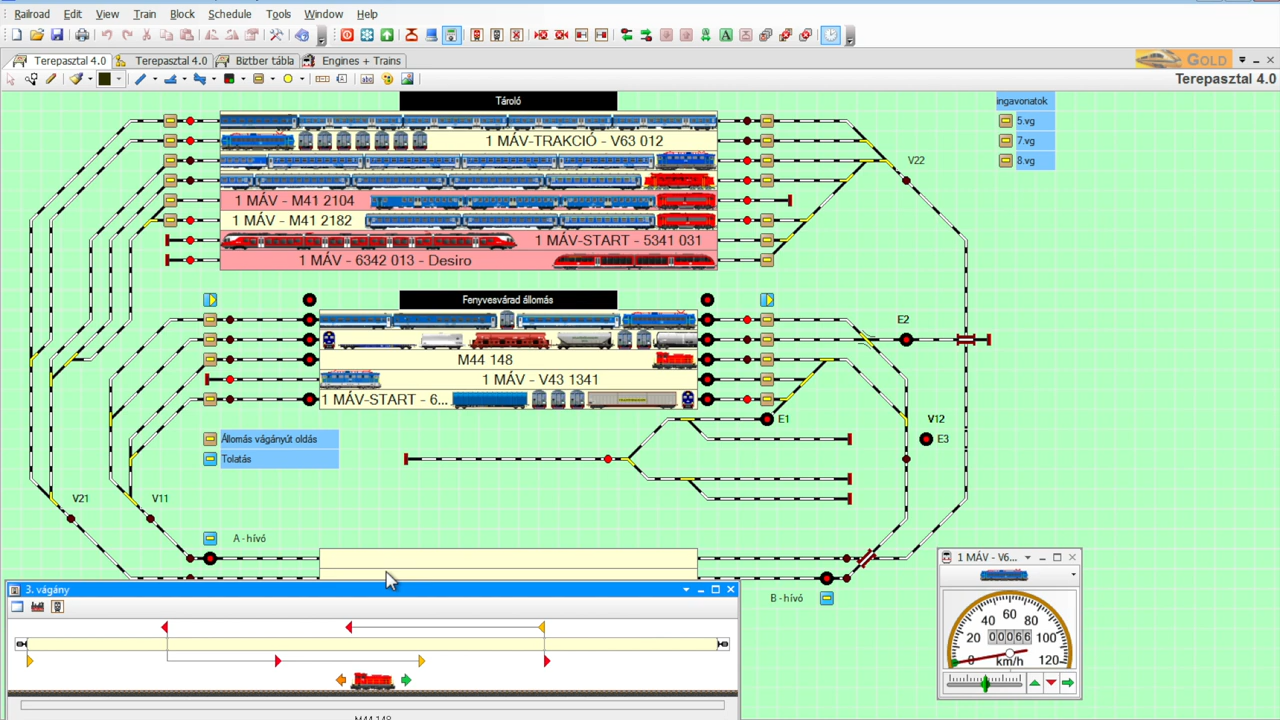 Railroad Edit View Train Block Schedule Tools Window Help
Terepasztal 4.0 Terepasztal 4.0 Biztber tábla Engines + Trains GOLD
Terepasztal 4.0
Tároló
ingavonatok
5.vg
1 MÁV-TRAKCIÓ - V63 012
7.vg
8.vg
V22
1 MÁV - M41 2104
1 MÁV - M41 2182
1 MÁV-START - 5341 031
1 MÁV - 6342 013 - Desiro
Fenyvesvárad állomás
E2
M44 148
1 MÁV - V43 1341
1 MÁV-START - 6...
E1
V12
E3
Állomás vágányút oldás
Tolatás
V21
V11
A - hívó
B - hívó
3. vágány
M44 148
1 MÁV - V6...
0 20 40 60 80 100 120
00066
km/h